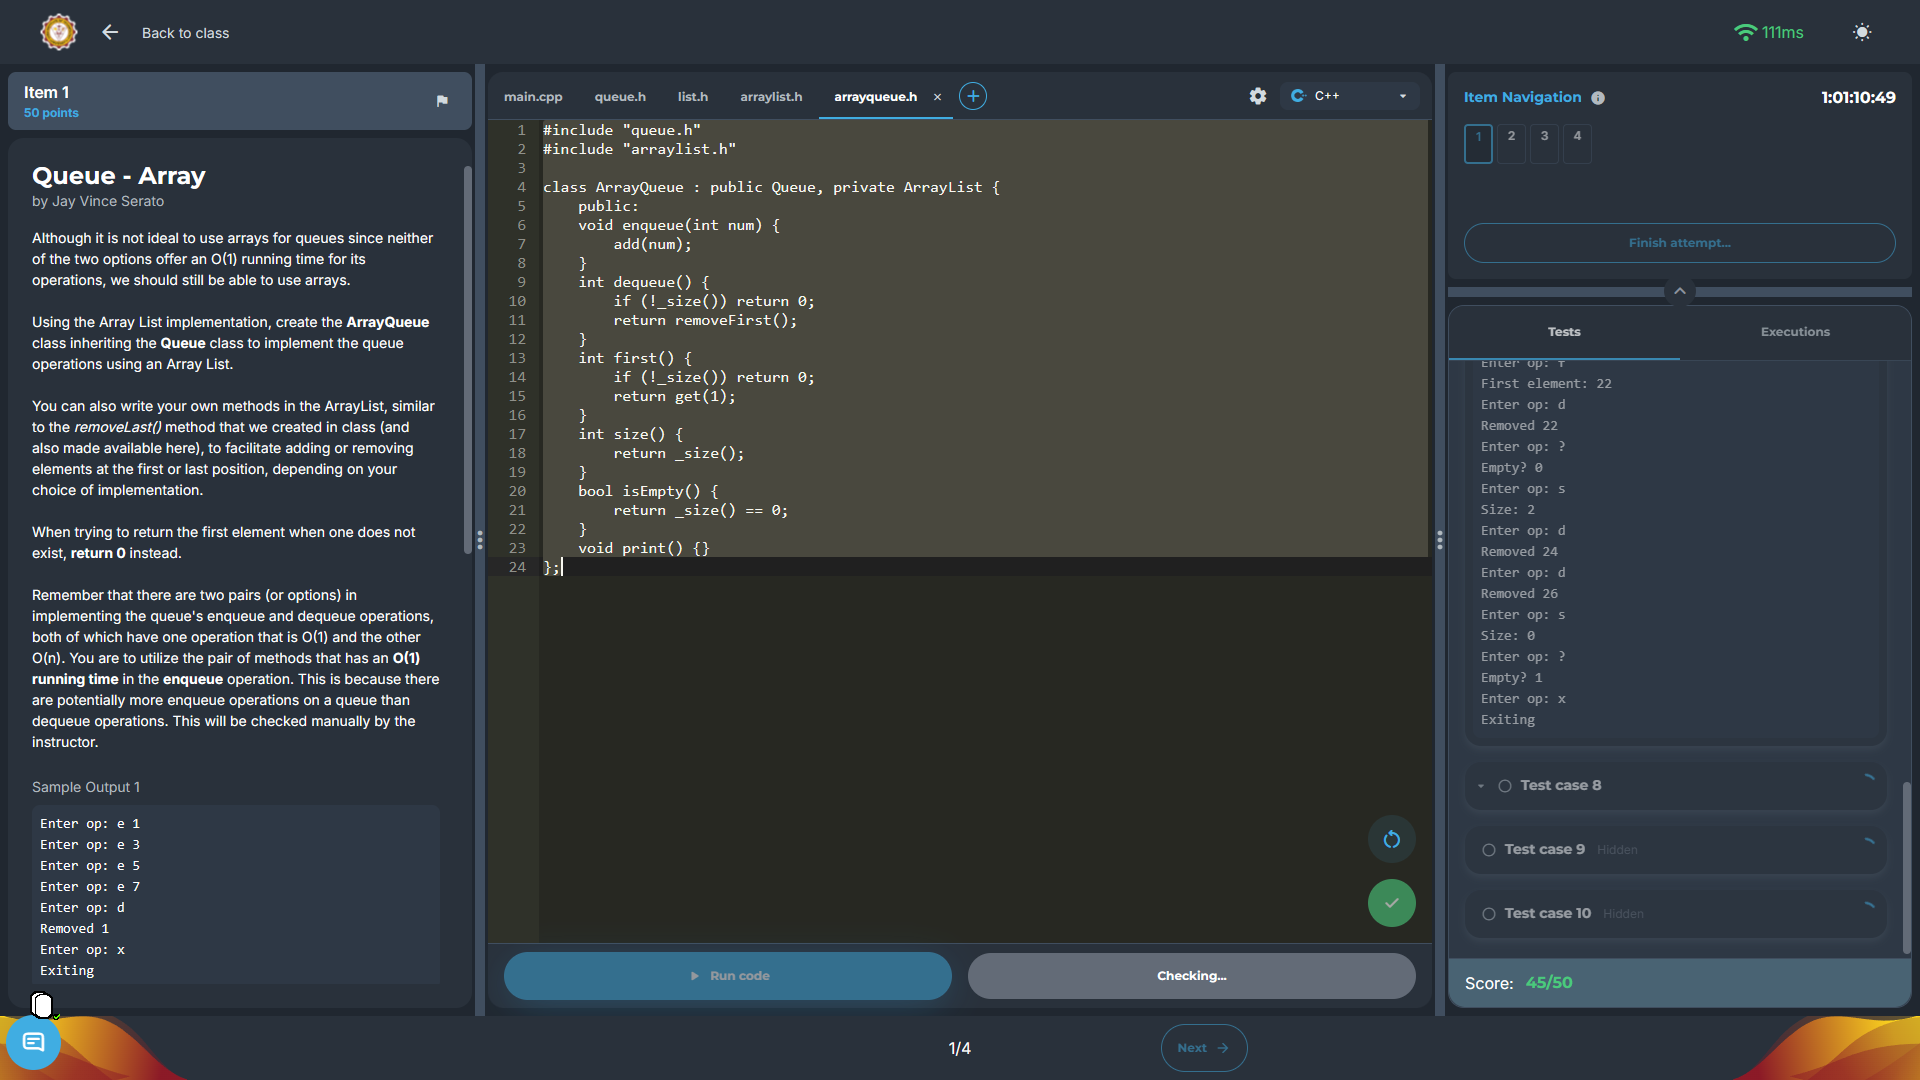 Back to class
111ms
Item 1
50 points
Queue - Array
by Jay Vince Serato
Although it is not ideal to use arrays for queues since neither
of the two options offer an O(1) running time for its
operations, we should still be able to use arrays.
Using the Array List implementation, create the ArrayQueue
class inheriting the Queue class to implement the queue
operations using an Array List.
You can also write your own methods in the ArrayList, similar
to the removeLast() method that we created in class (and
also made available here), to facilitate adding or removing
elements at the first or last position, depending on your
choice of implementation.
When trying to return the first element when one does not
exist, return 0 instead.
Remember that there are two pairs (or options) in
implementing the queue's enqueue and dequeue operations,
both of which have one operation that is O(1) and the other
O(n). You are to utilize the pair of methods that has an O(1)
running time in the enqueue operation. This is because there
are potentially more enqueue operations on a queue than
dequeue operations. This will be checked manually by the
instructor.
Sample Output 1
Enter op: e 1
Enter op: e 3
Enter op: e 5
Enter op: e 7
Enter op: d
Removed 1
Enter op: x
Exiting
main.cpp queue.h list.h arraylist.h arrayqueue.h × +
C++
1 #include "queue.h"
2 #include "arraylist.h"
3
4 class ArrayQueue : public Queue, private ArrayList {
5     public:
6     void enqueue(int num) {
7         add(num);
8     }
9     int dequeue() {
10         if (!_size()) return 0;
11         return removeFirst();
12     }
13     int first() {
14         if (!_size()) return 0;
15         return get(1);
16     }
17     int size() {
18         return _size();
19     }
20     bool isEmpty() {
21         return _size() == 0;
22     }
23     void print() {}
24 };
Run code
Checking...
Item Navigation
1:01:10:49
1 2 3 4
Finish attempt...
Tests Executions
Enter op: f
First element: 22
Enter op: d
Removed 22
Enter op: ?
Empty? 0
Enter op: s
Size: 2
Enter op: d
Removed 24
Enter op: d
Removed 26
Enter op: s
Size: 0
Enter op: ?
Empty? 1
Enter op: x
Exiting
Test case 8
Test case 9 Hidden
Test case 10 Hidden
Score: 45/50
1/4
Next